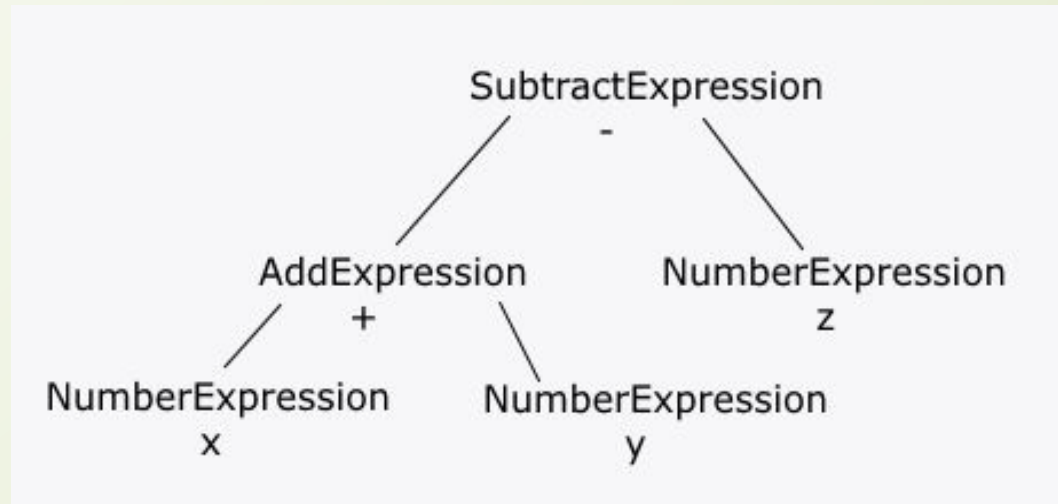 SubtractExpression
-
AddExpression
NumberExpression
+
z
NumberExpression
NumberExpression
x
y